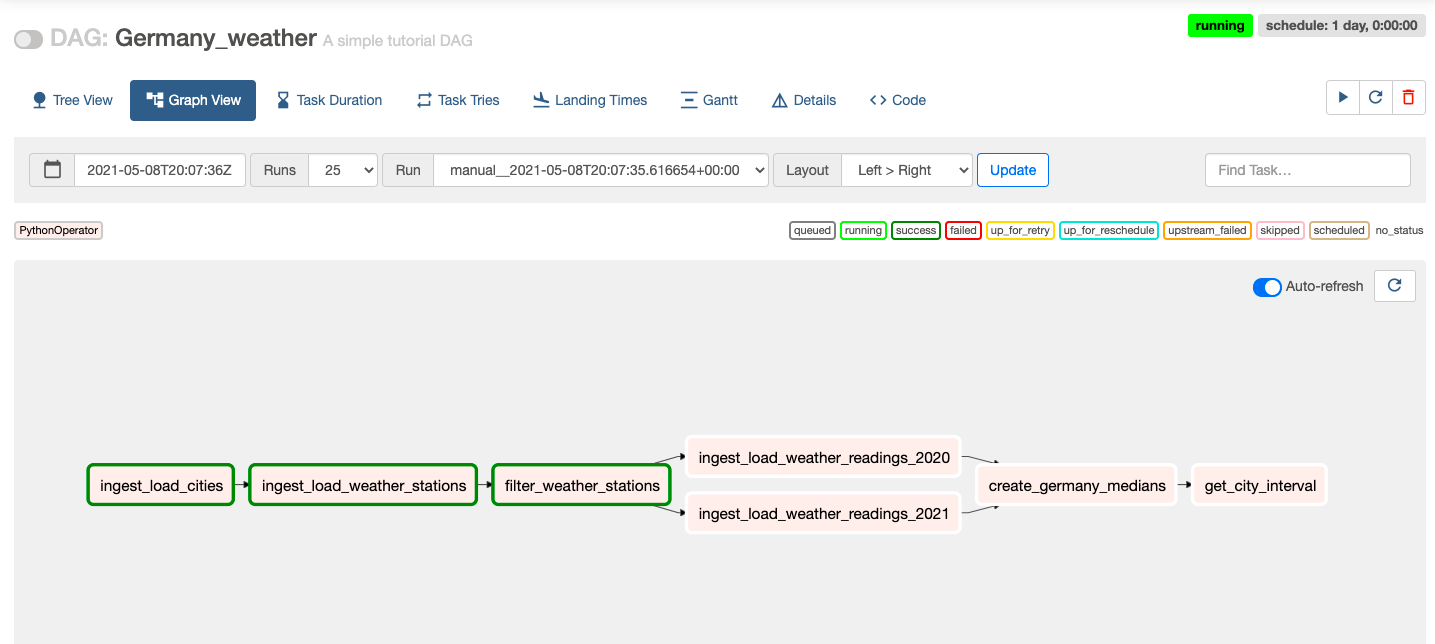 DAG: Germany_weather A simple tutorial DAG
running schedule: 1 day, 0:00:00
Tree View Graph View Task Duration Task Tries Landing Times Gantt Details Code
2021-05-08T20:07:36Z Runs 25 Run manual__2021-05-08T20:07:35.616654+00:00 Layout Left > Right Update Find Task...
PythonOperator queued running success failed up_for_retry up_for_reschedule upstream_failed skipped scheduled no_status
Auto-refresh
ingest_load_cities ingest_load_weather_stations filter_weather_stations
ingest_load_weather_readings_2020
ingest_load_weather_readings_2021
create_germany_medians get_city_interval